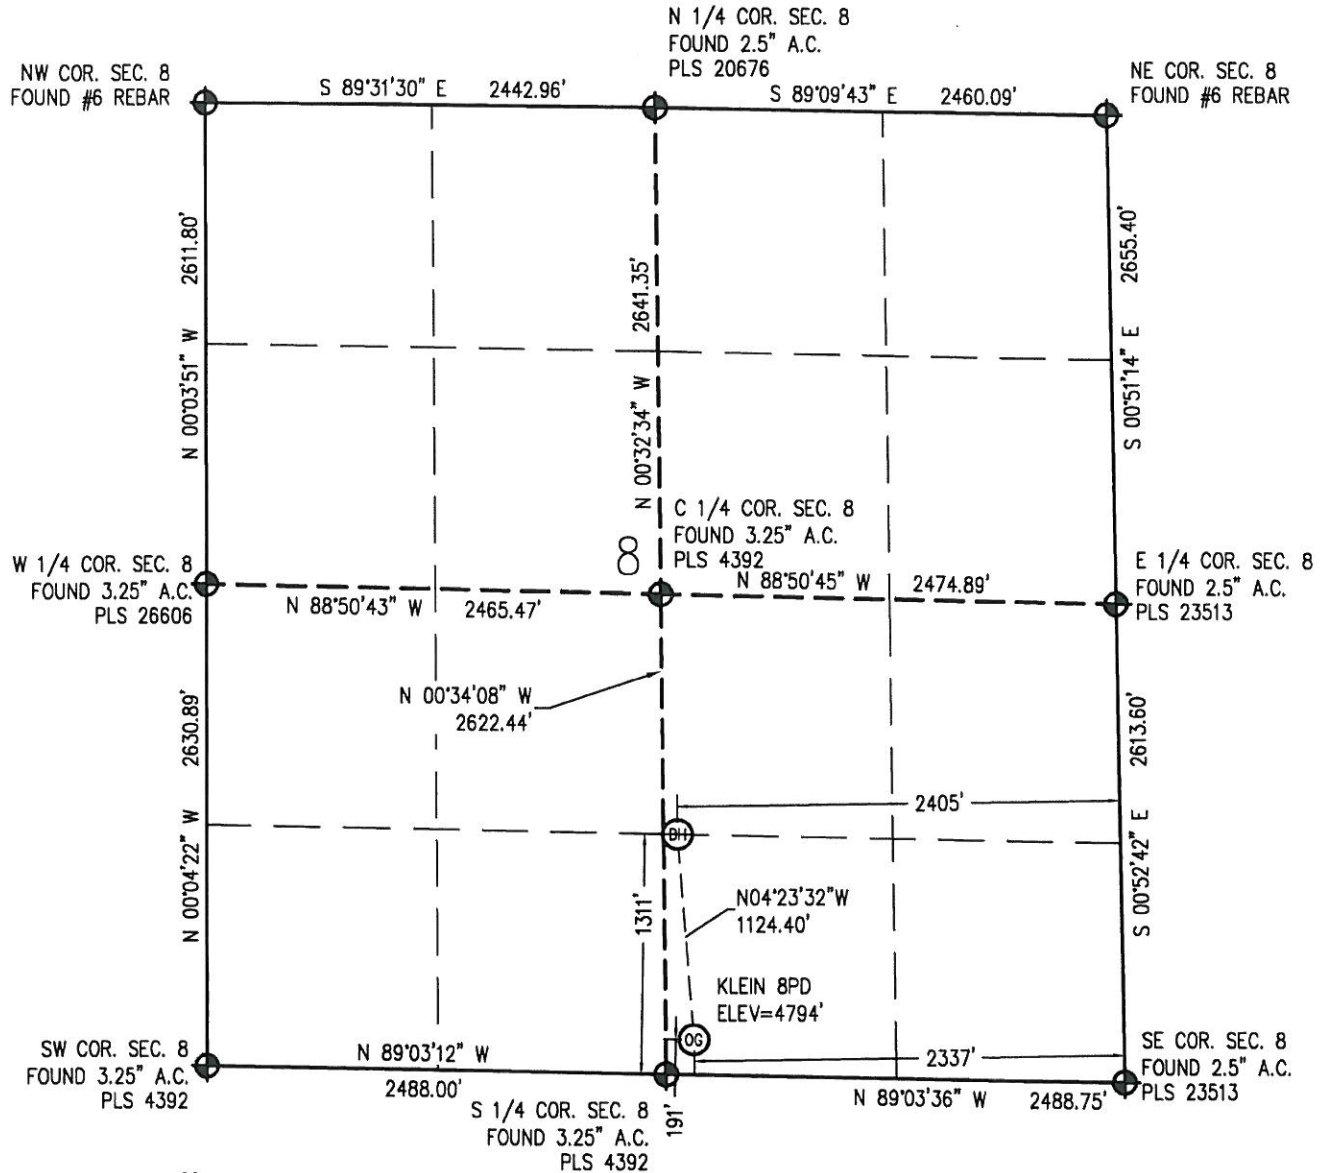 N 1/4 COR. SEC. 8
FOUND 2.5" A.C.
PLS 20676
NW COR. SEC. 8
FOUND #6 REBAR
S 89°31'30" E 2442.96'
S 89°09'43" E 2460.09'
NE COR. SEC. 8
FOUND #6 REBAR
2611.80'
N 00°03'51" W
2641.35'
N 00°32'34" W
2655.40'
S 00°51'14" E
C 1/4 COR. SEC. 8
FOUND 3.25" A.C.
PLS 4392
8
W 1/4 COR. SEC. 8
FOUND 3.25" A.C.
PLS 26606
N 88°50'43" W 2465.47'
N 88°50'45" W 2474.89'
E 1/4 COR. SEC. 8
FOUND 2.5" A.C.
PLS 23513
N 00°34'08" W
2622.44'
2630.89'
N 00°04'22" W
2613.60'
S 00°52'42" E
2405'
DH
1311'
N04°23'32"W
1124.40'
KLEIN 8PD
ELEV=4794'
OG
2337'
SW COR. SEC. 8
FOUND 3.25" A.C.
PLS 4392
N 89°03'12" W
2488.00'
S 1/4 COR. SEC. 8
FOUND 3.25" A.C.
PLS 4392
191'
N 89°03'36" W 2488.75'
SE COR. SEC. 8
FOUND 2.5" A.C.
PLS 23513